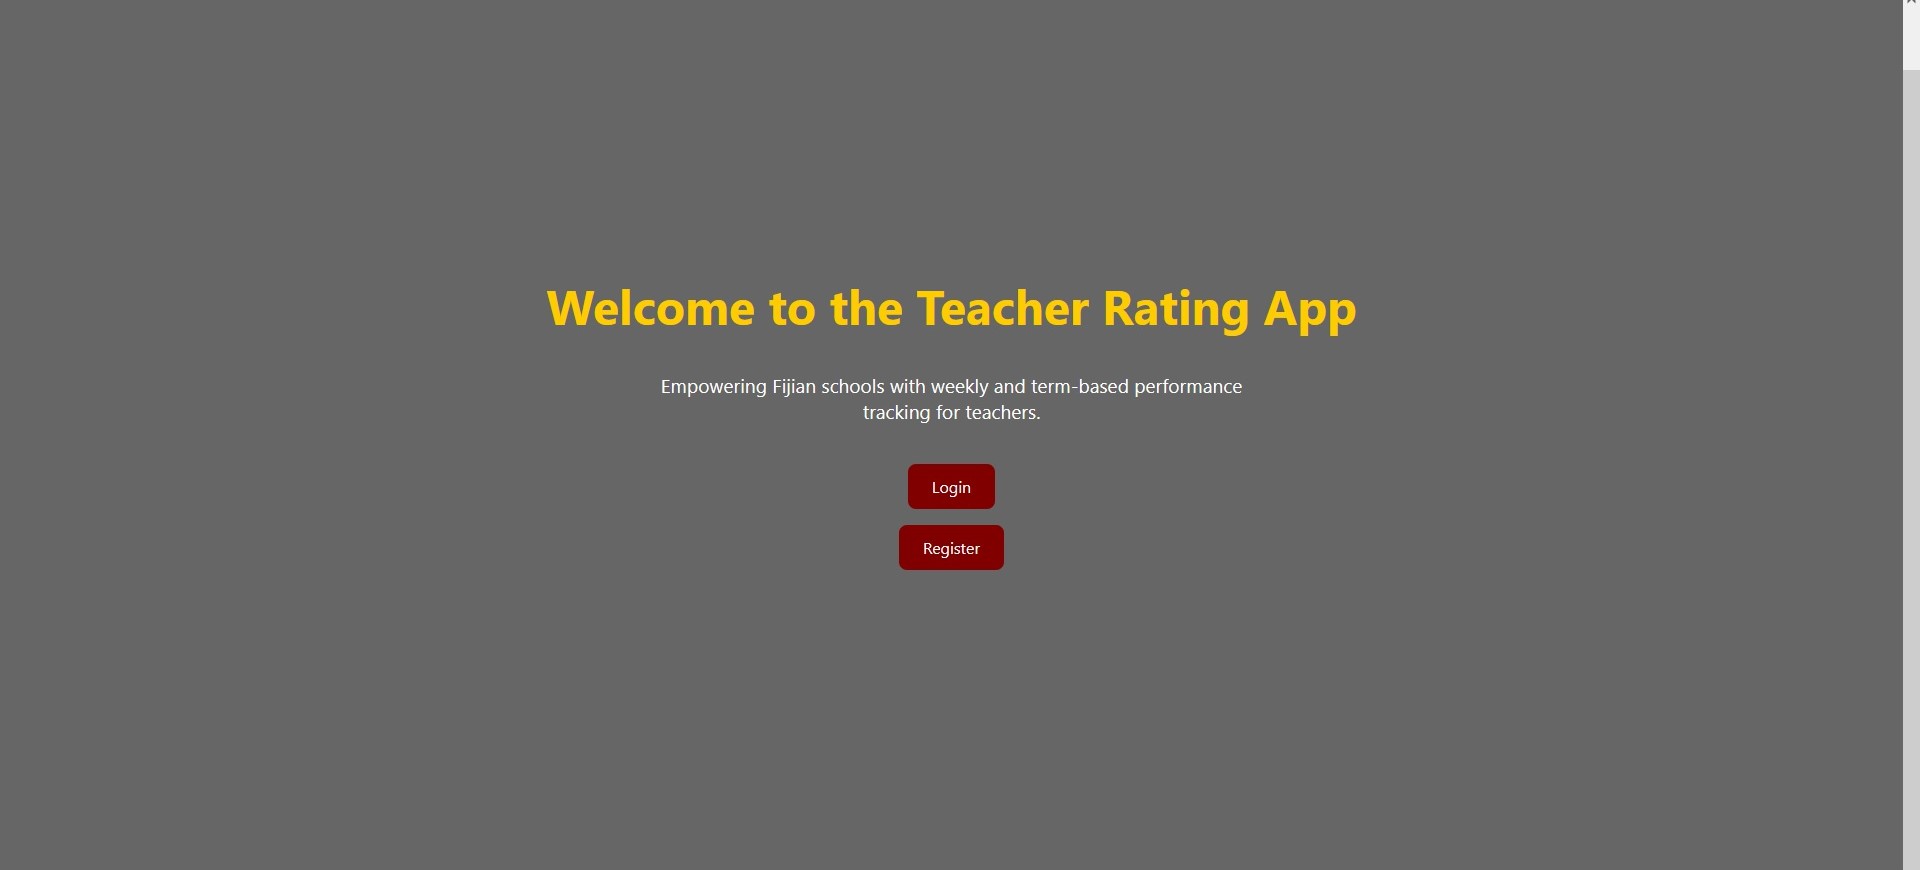 Welcome to the Teacher Rating App
Empowering Fijian schools with weekly and term-based performance
tracking for teachers.
Login
Register